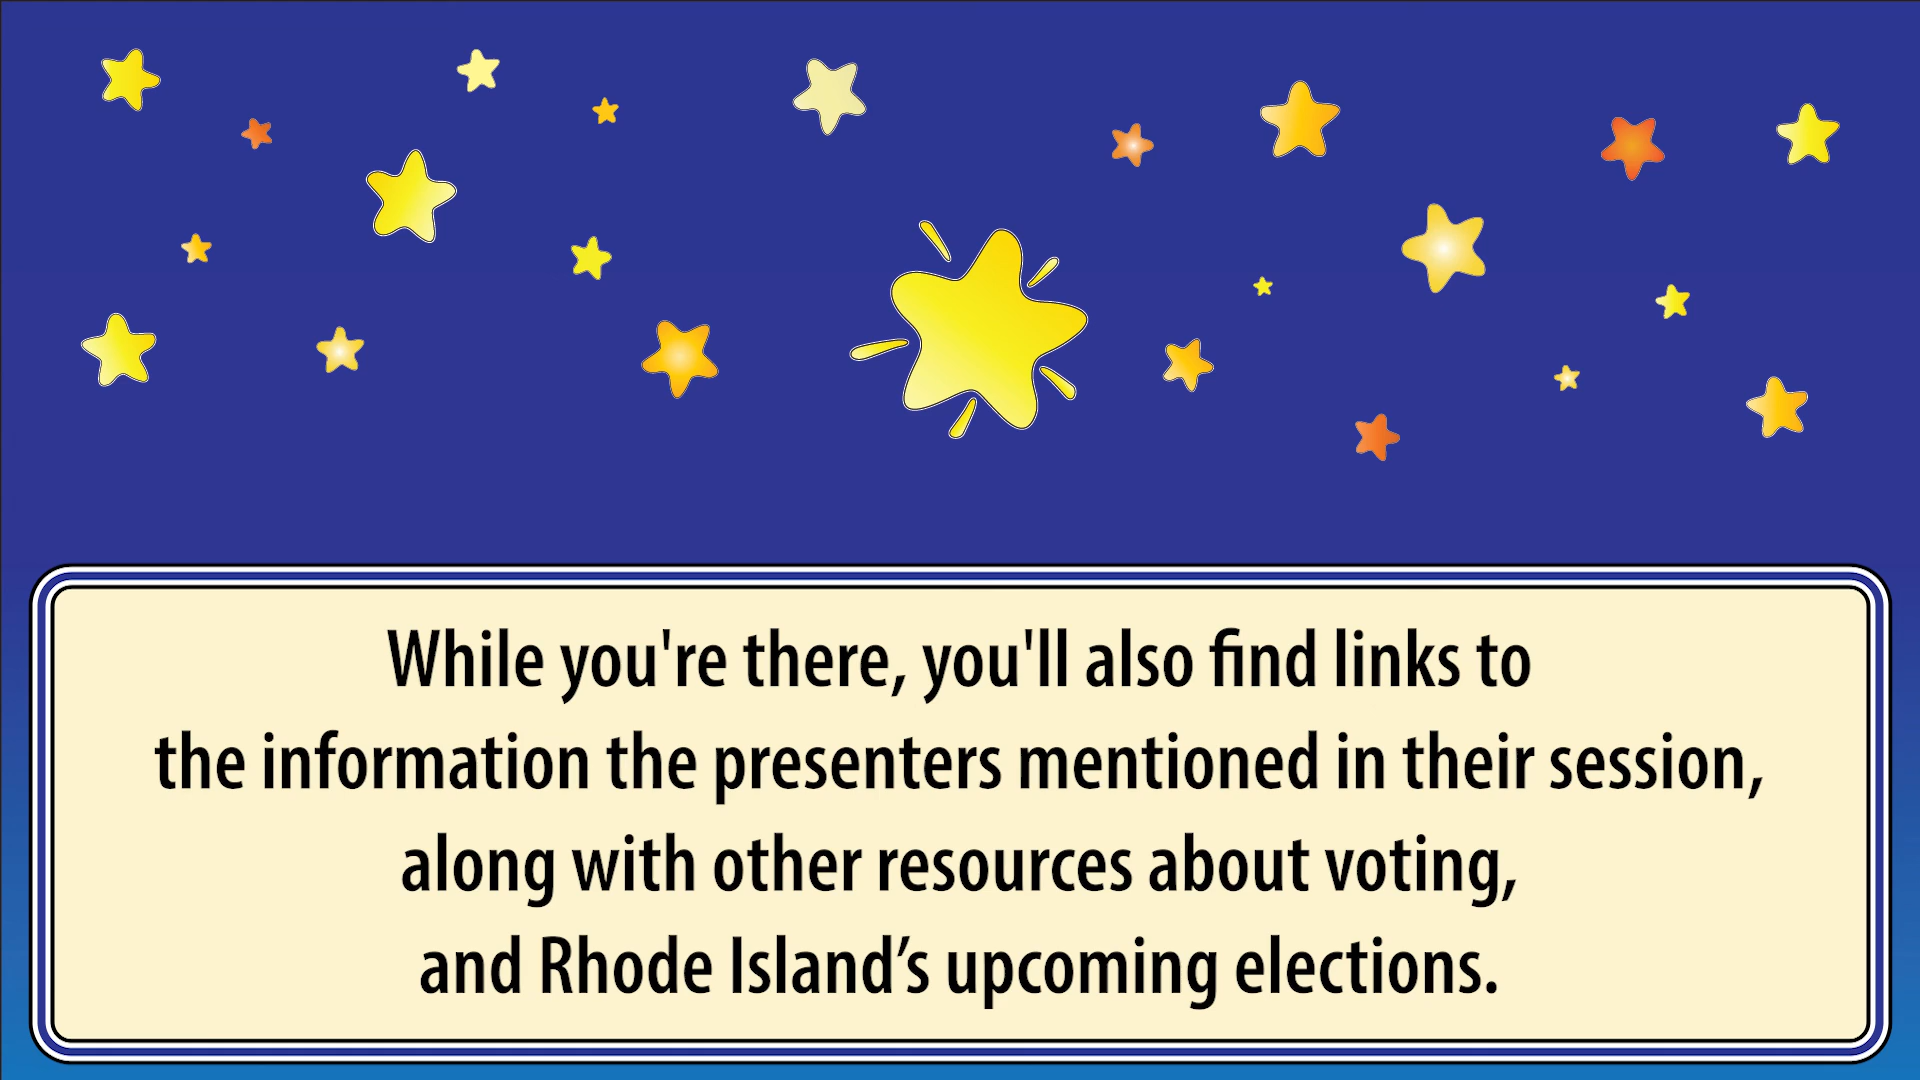 While you're there, you'll also find links to
the information the presenters mentioned in their session,
along with other resources about voting,
and Rhode Island’s upcoming elections.